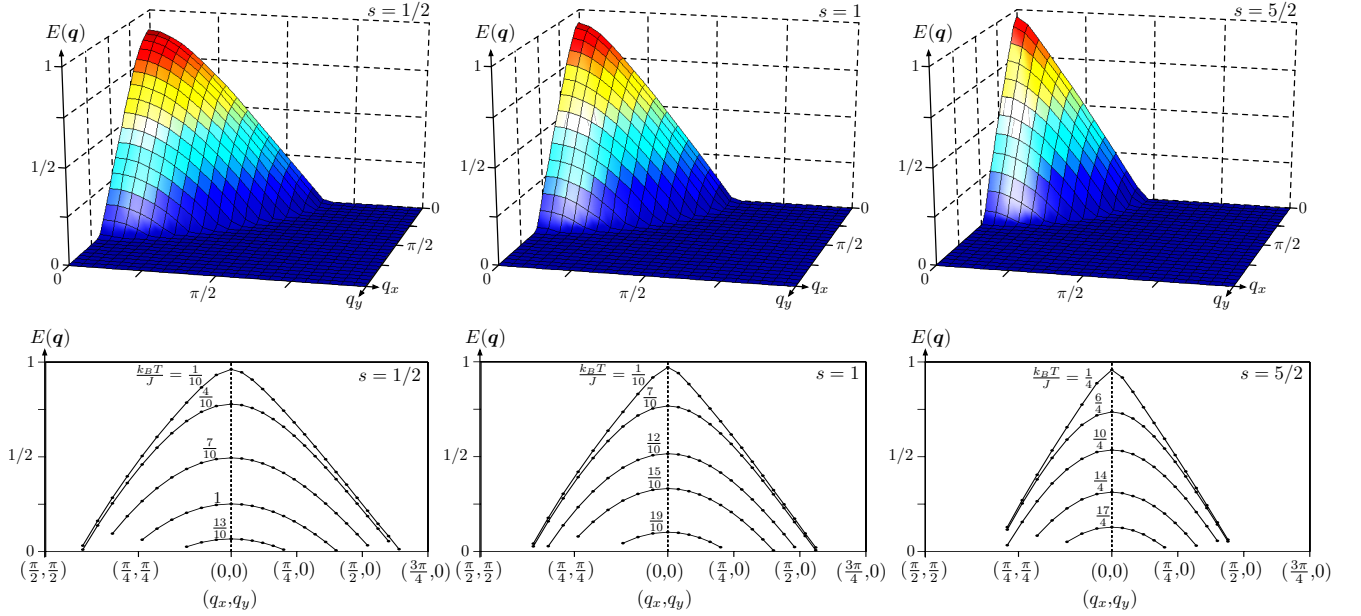 s = 1/2
E(q)
1
1/2
0
0
π/2
0
π/2
q_x
q_y
s = 1
E(q)
1
1/2
0
0
π/2
0
π/2
q_x
q_y
s = 5/2
E(q)
1
1/2
0
0
π/2
0
π/2
q_x
q_y
E(q)
1
1/2
0
k_BT/J = 1/10
4/10
7/10
1
13/10
s = 1/2
(π/2,π/2) (π/4,π/4) (0,0) (π/4,0) (π/2,0) (3π/4,0)
(q_x,q_y)
E(q)
1
1/2
0
k_BT/J = 1/10
7/10
12/10
15/10
19/10
s = 1
(π/2,π/2) (π/4,π/4) (0,0) (π/4,0) (π/2,0) (3π/4,0)
(q_x,q_y)
E(q)
1
1/2
0
k_BT/J = 1/4
6/4
10/4
14/4
17/4
s = 5/2
(π/2,π/2) (π/4,π/4) (0,0) (π/4,0) (π/2,0) (3π/4,0)
(q_x,q_y)